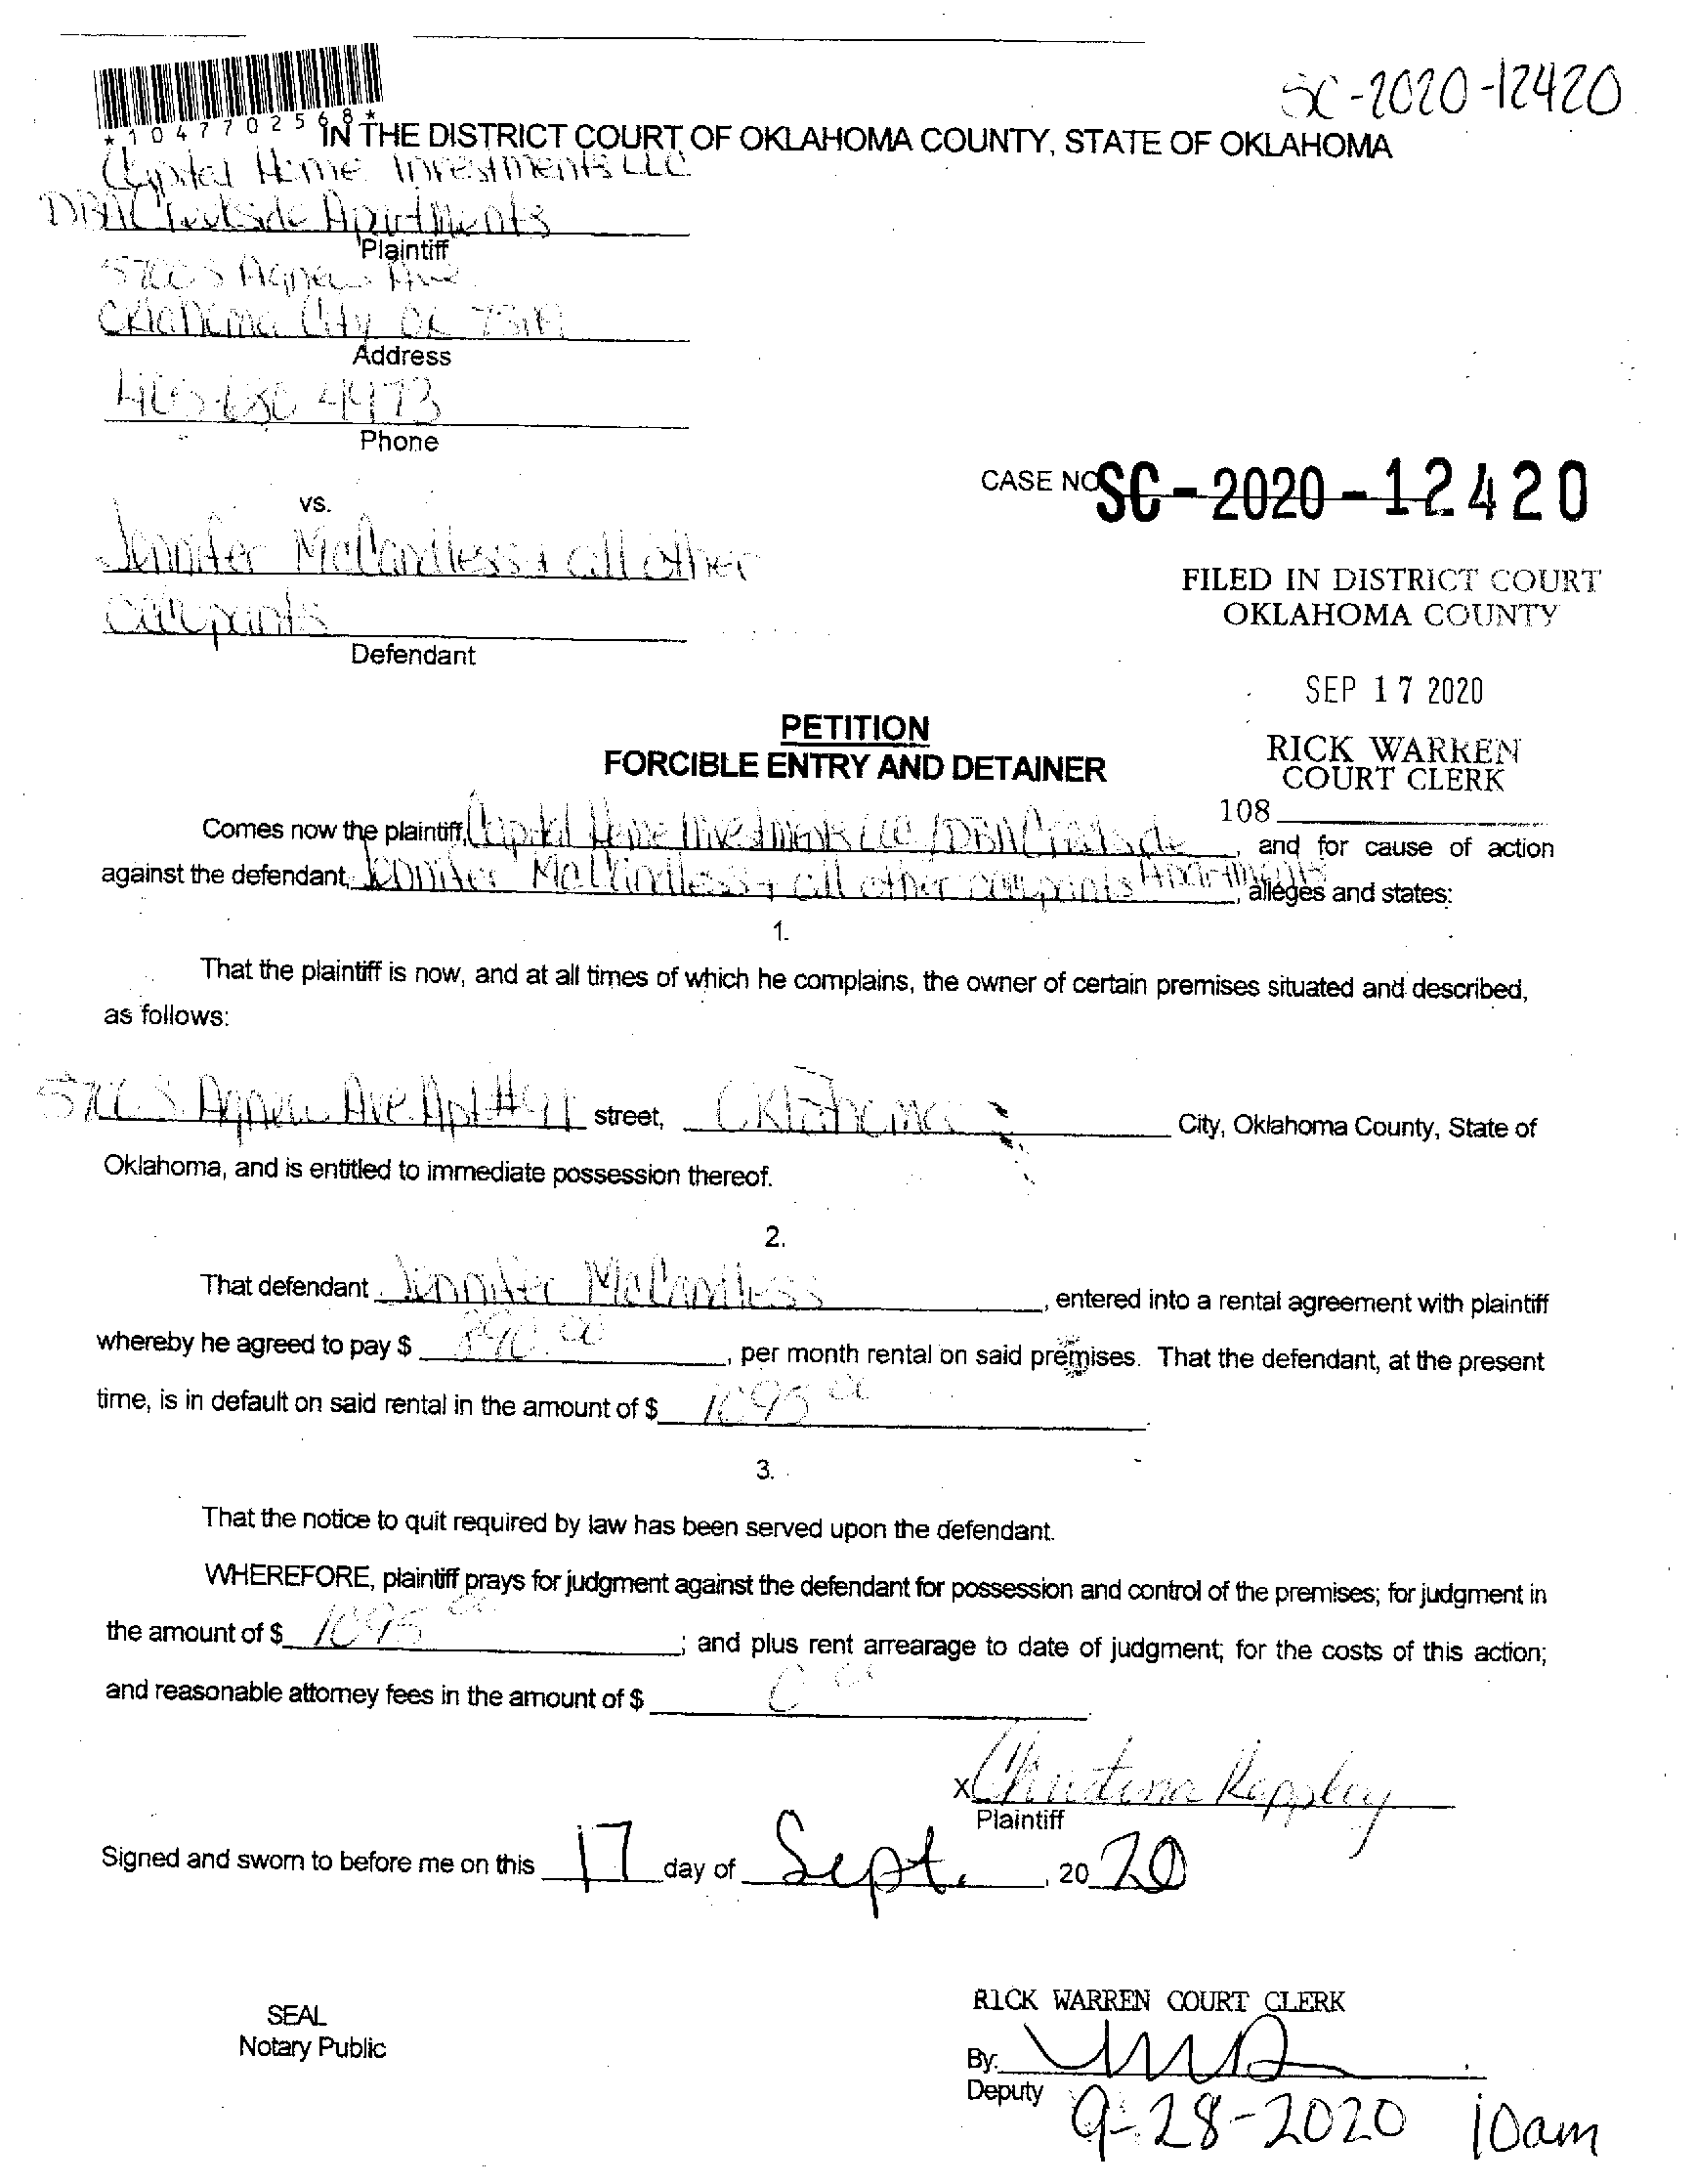 SC-2020-12420
*1047702568*
IN THE DISTRICT COURT OF OKLAHOMA COUNTY, STATE OF OKLAHOMA
Capital Home Investments LLC
DBA Creekside Apartments
Plaintiff
5700 S Agnew Ave
Oklahoma City OK 73119
Address
405 4473
Phone
CASE NO SC-2020-12420
vs.
Jennifer McCandless + all other
occupants
Defendant
FILED IN DISTRICT COURT
OKLAHOMA COUNTY
SEP 17 2020
RICK WARREN
COURT CLERK
108
PETITION
FORCIBLE ENTRY AND DETAINER
Comes now the plaintiff, Capital Home Investments LLC /DBA Creekside Apartments, and for cause of action
against the defendant, Jennifer McCandless + all other occupants, alleges and states:
1.
That the plaintiff is now, and at all times of which he complains, the owner of certain premises situated and described,
as follows:
5700 S Agnew Ave Apt # street, Oklahoma City, Oklahoma County, State of
Oklahoma, and is entitled to immediate possession thereof.
2.
That defendant Jennifer McCandless, entered into a rental agreement with plaintiff
whereby he agreed to pay $ 890.00, per month rental on said premises. That the defendant, at the present
time, is in default on said rental in the amount of $ 1095 00.
3.
That the notice to quit required by law has been served upon the defendant.
WHEREFORE, plaintiff prays for judgment against the defendant for possession and control of the premises; for judgment in
the amount of $ 1095 00; and plus rent arrearage to date of judgment; for the costs of this action;
and reasonable attorney fees in the amount of $ 0 00
x Christina Reppley
Plaintiff
Signed and sworn to before me on this 17 day of Sept., 2020
SEAL
Notary Public
RICK WARREN COURT CLERK
By:
Deputy
9-28-2020 10am